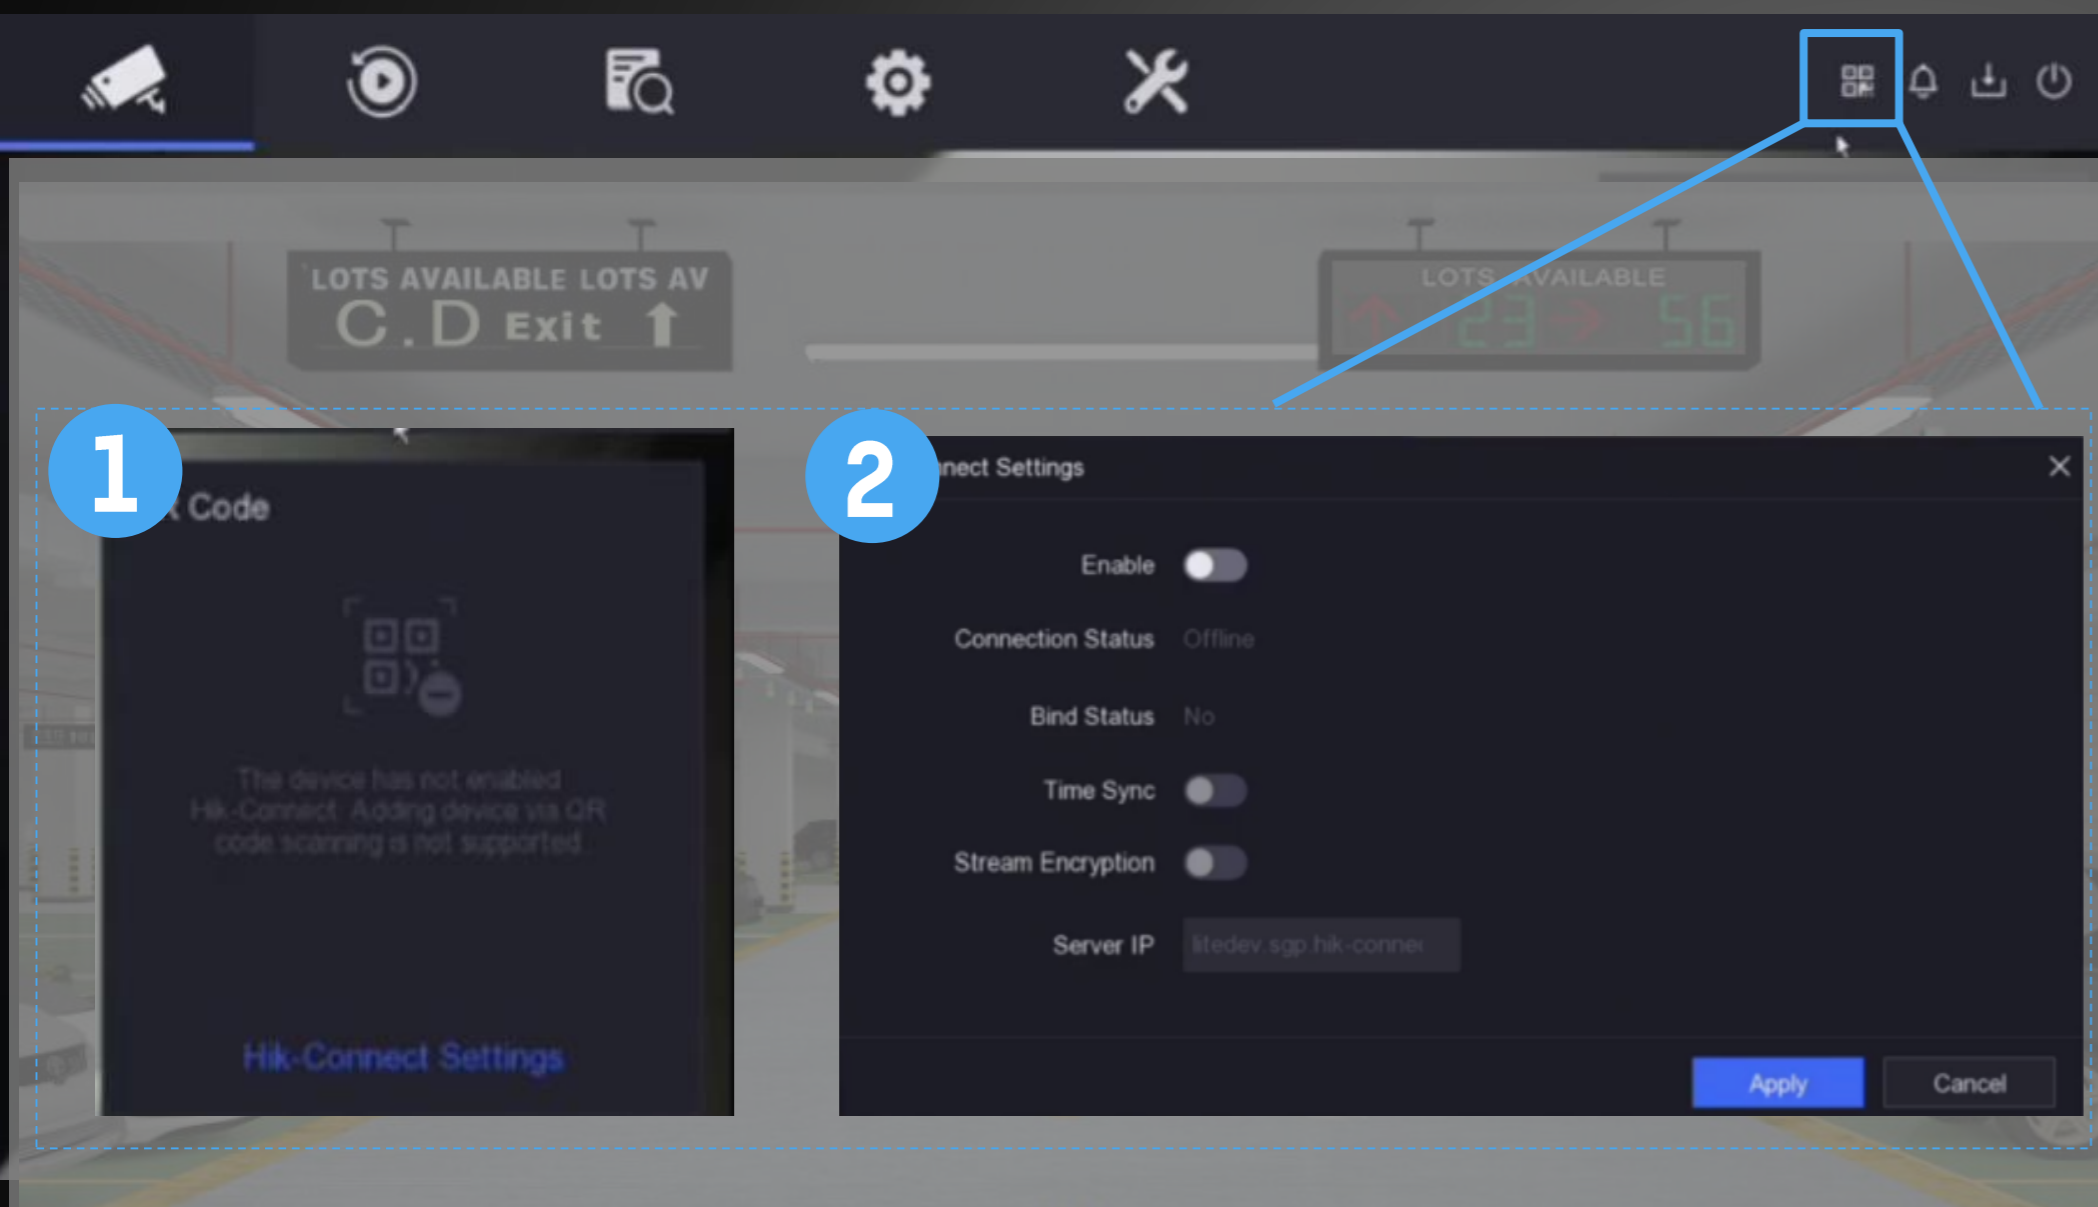 LOTS AVAILABLE LOTS AV
C.D Exit ↑
LOTS AVAILABLE
↑ 23 → 56
1
R Code
The device has not enabled
Hik-Connect. Adding device via QR
code scanning is not supported.
Hik-Connect Settings
2
nnect Settings
Enable
Connection Status Offline
Bind Status No
Time Sync
Stream Encryption
Server IP litedev.sgp.hik-connec
Apply Cancel